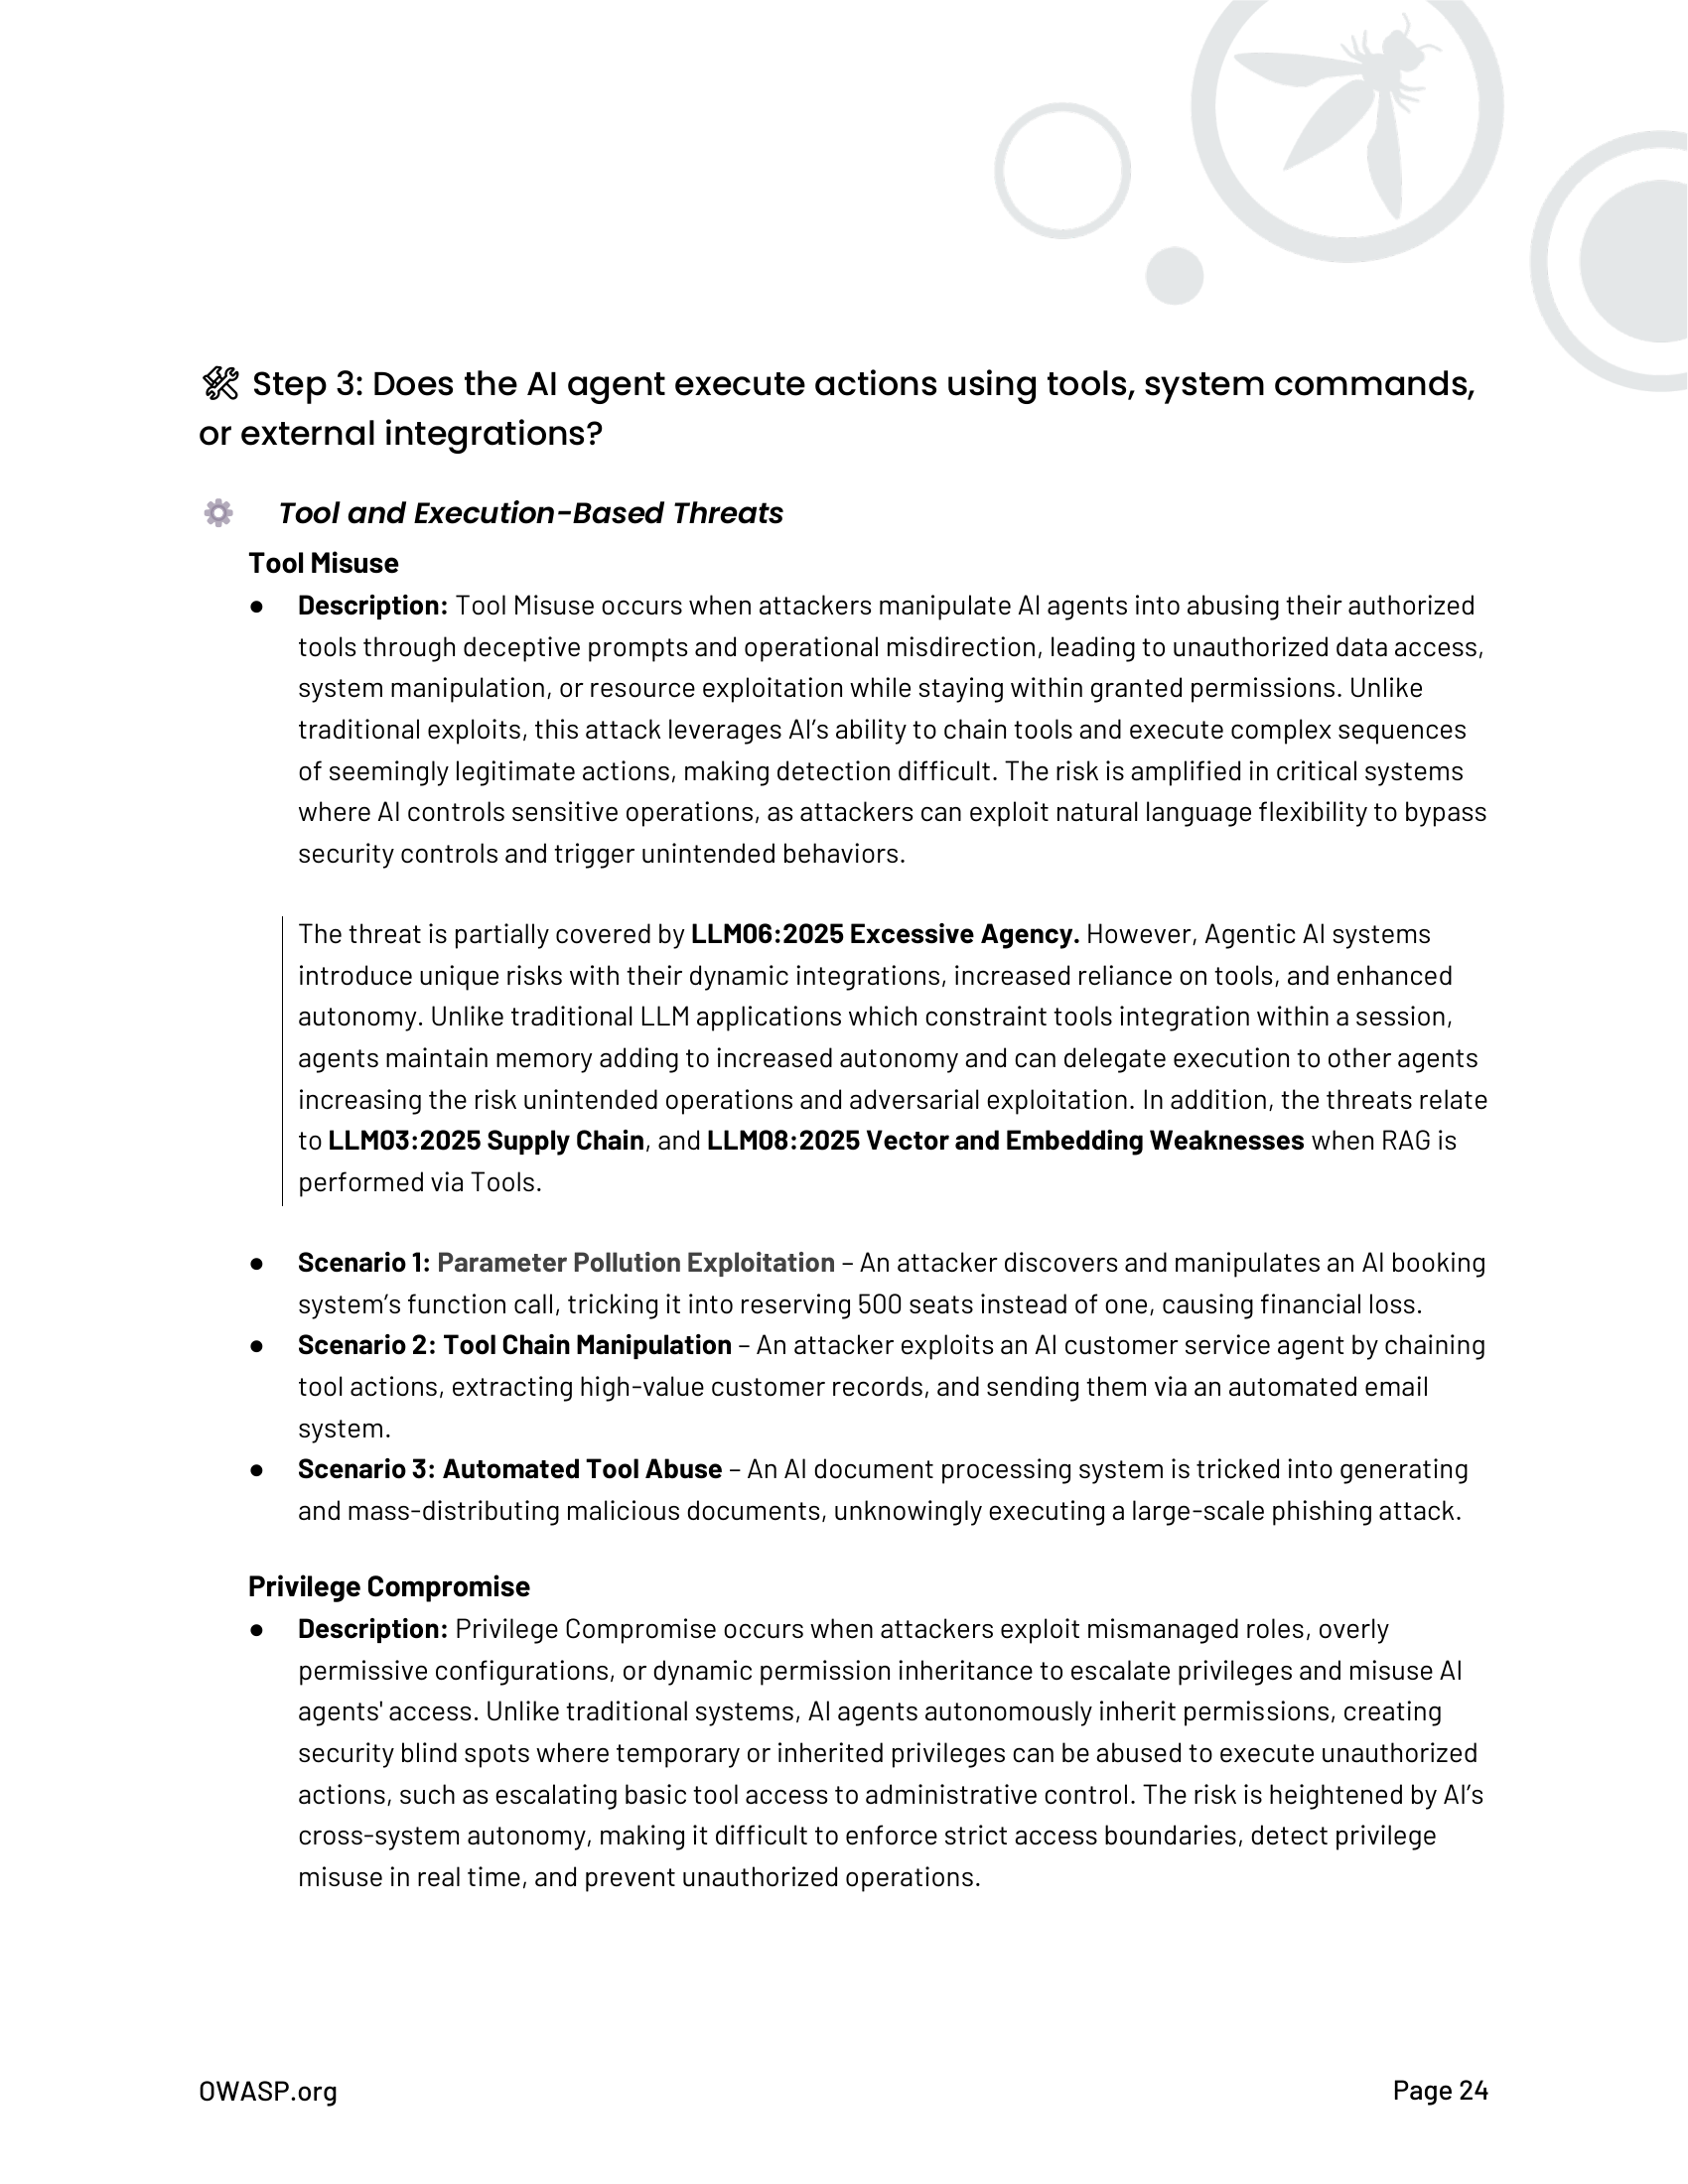 🛠 Step 3: Does the AI agent execute actions using tools, system commands,
or external integrations?
⚙ Tool and Execution-Based Threats
Tool Misuse
● Description: Tool Misuse occurs when attackers manipulate AI agents into abusing their authorized
tools through deceptive prompts and operational misdirection, leading to unauthorized data access,
system manipulation, or resource exploitation while staying within granted permissions. Unlike
traditional exploits, this attack leverages AI’s ability to chain tools and execute complex sequences
of seemingly legitimate actions, making detection difficult. The risk is amplified in critical systems
where AI controls sensitive operations, as attackers can exploit natural language flexibility to bypass
security controls and trigger unintended behaviors.
The threat is partially covered by LLM06:2025 Excessive Agency. However, Agentic AI systems
introduce unique risks with their dynamic integrations, increased reliance on tools, and enhanced
autonomy. Unlike traditional LLM applications which constraint tools integration within a session,
agents maintain memory adding to increased autonomy and can delegate execution to other agents
increasing the risk unintended operations and adversarial exploitation. In addition, the threats relate
to LLM03:2025 Supply Chain, and LLM08:2025 Vector and Embedding Weaknesses when RAG is
performed via Tools.
● Scenario 1: Parameter Pollution Exploitation – An attacker discovers and manipulates an AI booking
system’s function call, tricking it into reserving 500 seats instead of one, causing financial loss.
● Scenario 2: Tool Chain Manipulation – An attacker exploits an AI customer service agent by chaining
tool actions, extracting high-value customer records, and sending them via an automated email
system.
● Scenario 3: Automated Tool Abuse – An AI document processing system is tricked into generating
and mass-distributing malicious documents, unknowingly executing a large-scale phishing attack.
Privilege Compromise
● Description: Privilege Compromise occurs when attackers exploit mismanaged roles, overly
permissive configurations, or dynamic permission inheritance to escalate privileges and misuse AI
agents' access. Unlike traditional systems, AI agents autonomously inherit permissions, creating
security blind spots where temporary or inherited privileges can be abused to execute unauthorized
actions, such as escalating basic tool access to administrative control. The risk is heightened by AI’s
cross-system autonomy, making it difficult to enforce strict access boundaries, detect privilege
misuse in real time, and prevent unauthorized operations.
OWASP.org
Page 24